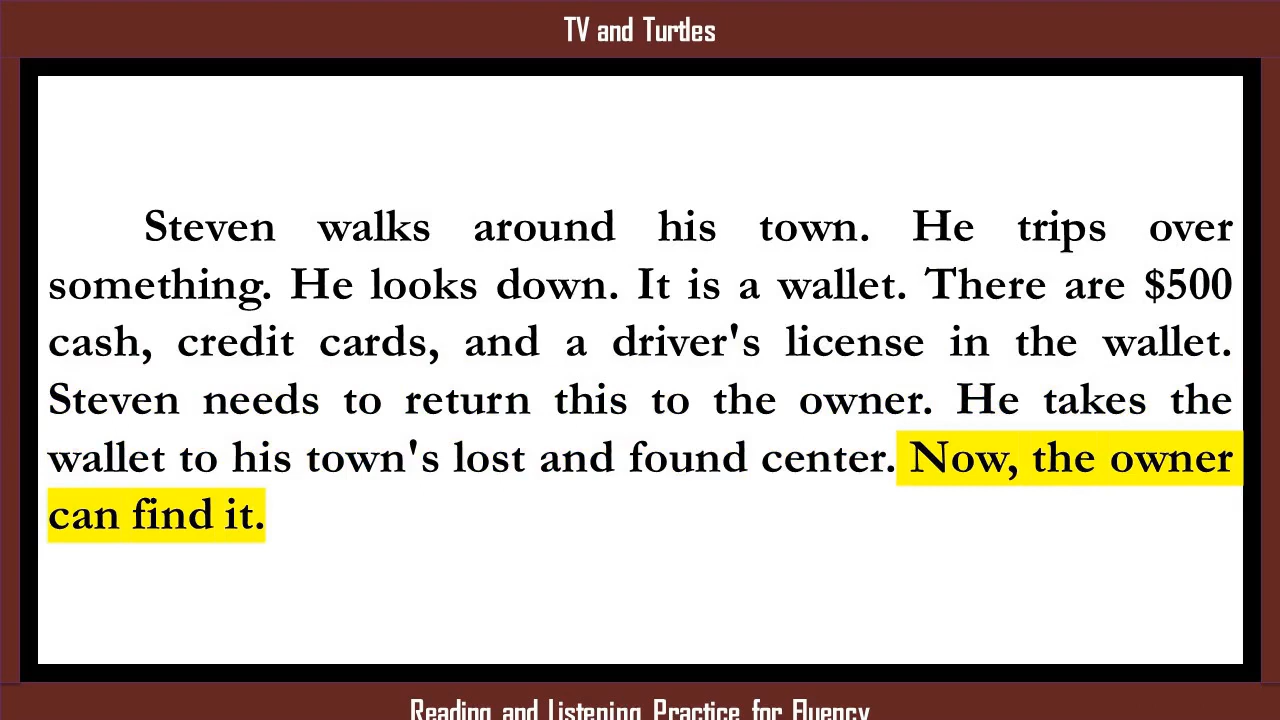 TV and Turtles
Steven walks around his town. He trips over
something. He looks down. It is a wallet. There are $500
cash, credit cards, and a driver's license in the wallet.
Steven needs to return this to the owner. He takes the
wallet to his town's lost and found center. Now, the owner
can find it.
Reading and Listening Practice for Fluency